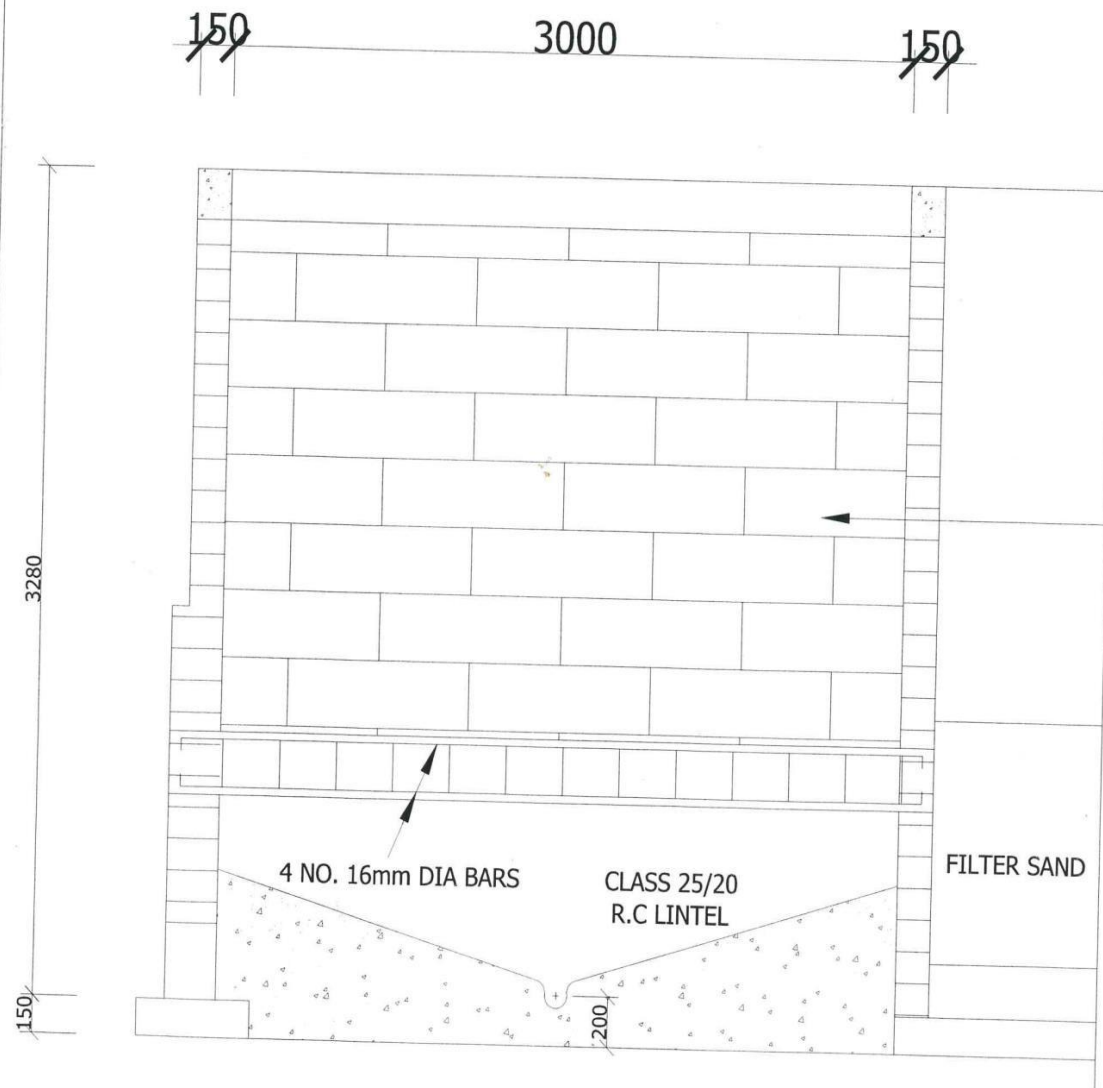 150
3000
150
3280
4 NO. 16mm DIA BARS
CLASS 25/20
R.C LINTEL
FILTER SAND
150
200